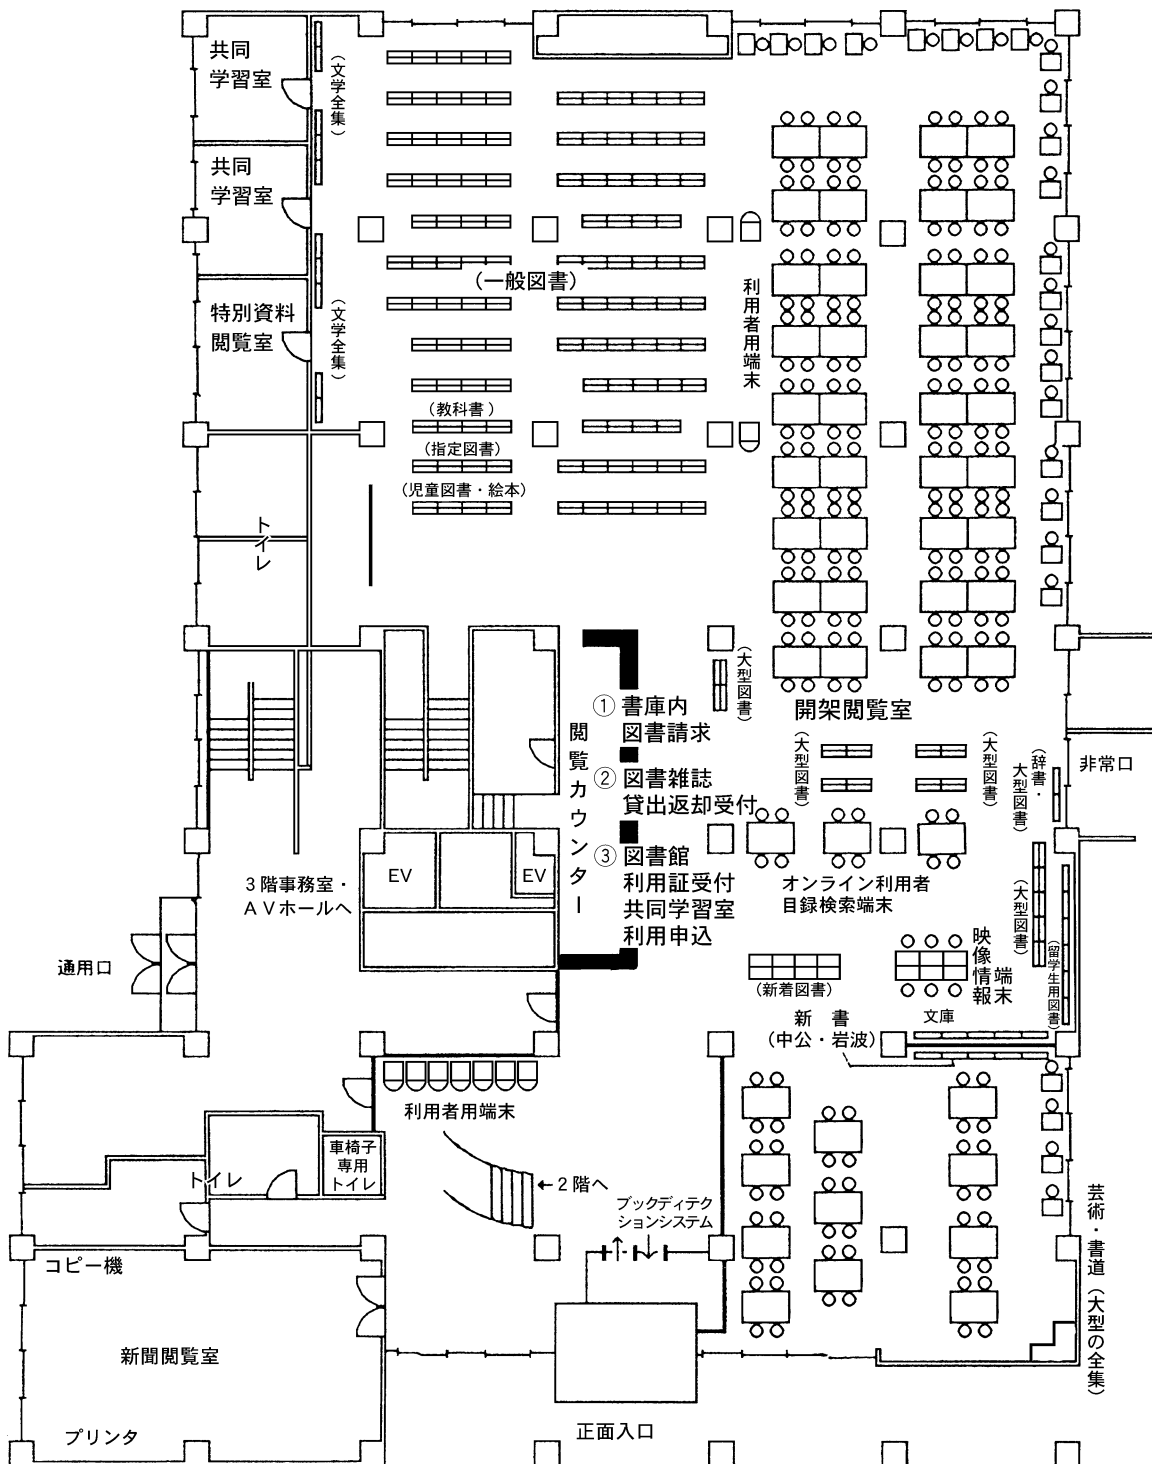 共同
学習室
(文学全集)
共同
学習室
(一般図書)
特別資料
閲覧室
(文学全集)
利用者用端末
(教科書)
(指定図書)
(児童図書・絵本)
トイレ
(大型図書)
開架閲覧室
① 書庫内
図書請求
閲覧カウンター
② 図書雑誌
貸出返却受付
③ 図書館
利用証受付
共同学習室
利用申込
(大型図書)
(大型図書)
(辞書・
大型図書)
非常口
EV
EV
3階事務室・
AVホールへ
オンライン利用者
目録検索端末
(大型図書)
(留学生用図書)
通用口
映像情報
端末
(新着図書)
新書
(中公・岩波)
文庫
利用者用端末
車椅子
専用
トイレ
トイレ
←2階へ
ブックディテク
ションシステム
芸術・書道(大型の全集)
コピー機
新聞閲覧室
プリンタ
正面入口